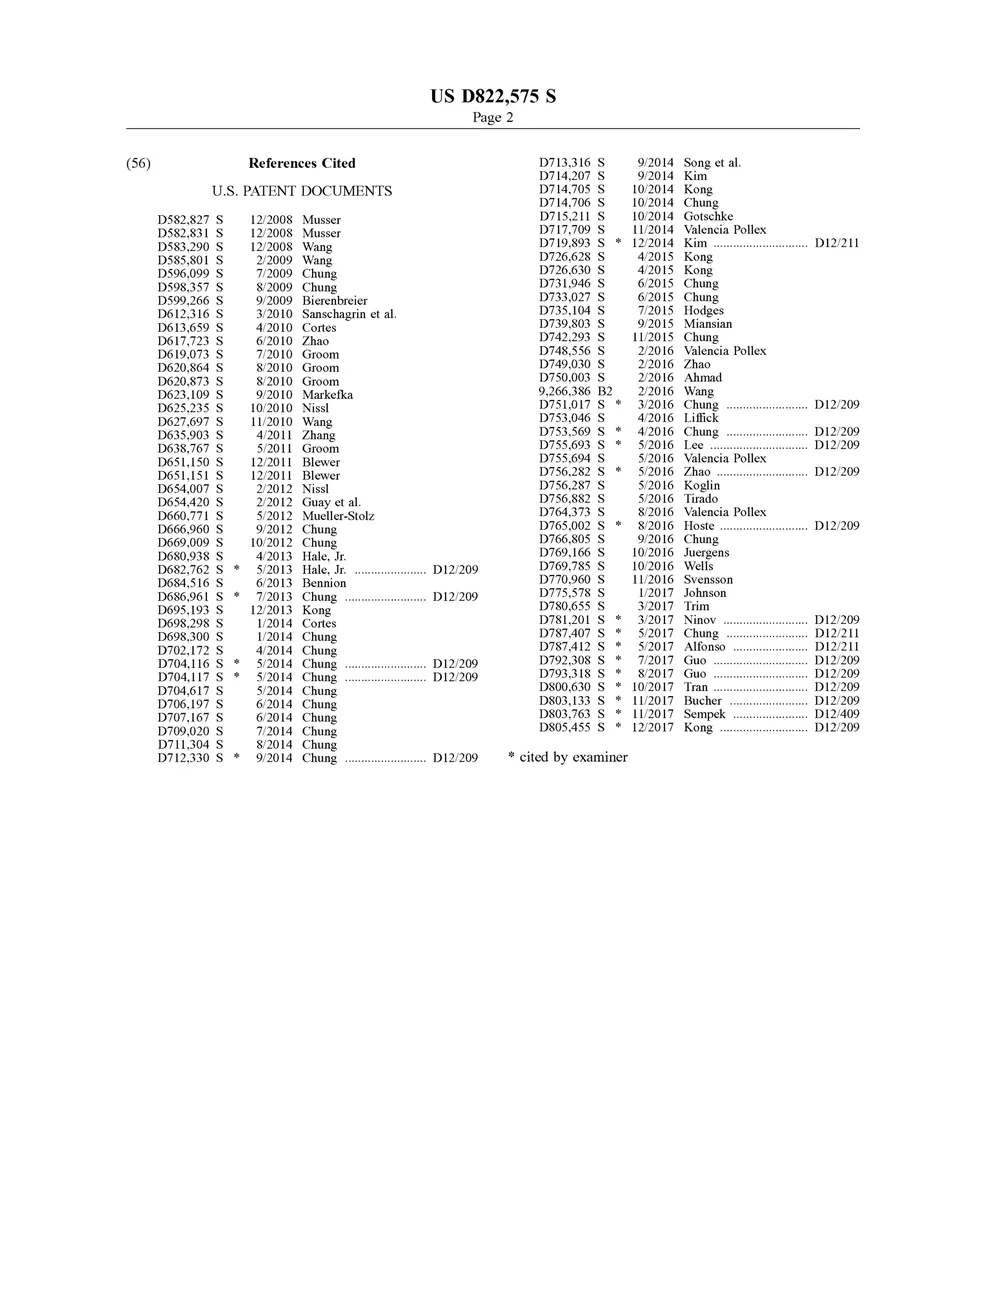 US D822,575 S
Page 2
(56) References Cited
U.S. PATENT DOCUMENTS
D582,827 S 12/2008 Musser
D582,831 S 12/2008 Musser
D583,290 S 12/2008 Wang
D585,801 S 2/2009 Wang
D596,099 S 7/2009 Chung
D598,357 S 8/2009 Chung
D599,266 S 9/2009 Bierenbreier
D612,316 S 3/2010 Sanschagrin et al.
D613,659 S 4/2010 Cortes
D617,723 S 6/2010 Zhao
D619,073 S 7/2010 Groom
D620,864 S 8/2010 Groom
D620,873 S 8/2010 Groom
D623,109 S 9/2010 Markefka
D625,235 S 10/2010 Nissl
D627,697 S 11/2010 Wang
D635,903 S 4/2011 Zhang
D638,767 S 5/2011 Groom
D651,150 S 12/2011 Blewer
D651,151 S 12/2011 Blewer
D654,007 S 2/2012 Nissl
D654,420 S 2/2012 Guay et al.
D660,771 S 5/2012 Mueller-Stolz
D666,960 S 9/2012 Chung
D669,009 S 10/2012 Chung
D680,938 S 4/2013 Hale, Jr.
D682,762 S * 5/2013 Hale, Jr. ...................... D12/209
D684,516 S 6/2013 Bennion
D686,961 S * 7/2013 Chung ......................... D12/209
D695,193 S 12/2013 Kong
D698,298 S 1/2014 Cortes
D698,300 S 1/2014 Chung
D702,172 S 4/2014 Chung
D704,116 S * 5/2014 Chung ......................... D12/209
D704,117 S * 5/2014 Chung ......................... D12/209
D704,617 S 5/2014 Chung
D706,197 S 6/2014 Chung
D707,167 S 6/2014 Chung
D709,020 S 7/2014 Chung
D711,304 S 8/2014 Chung
D712,330 S * 9/2014 Chung ......................... D12/209
D713,316 S 9/2014 Song et al.
D714,207 S 9/2014 Kim
D714,705 S 10/2014 Kong
D714,706 S 10/2014 Chung
D715,211 S 10/2014 Gotschke
D717,709 S 11/2014 Valencia Pollex
D719,893 S * 12/2014 Kim ............................. D12/211
D726,628 S 4/2015 Kong
D726,630 S 4/2015 Kong
D731,946 S 6/2015 Chung
D733,027 S 6/2015 Chung
D735,104 S 7/2015 Hodges
D739,803 S 9/2015 Miansian
D742,293 S 11/2015 Chung
D748,556 S 2/2016 Valencia Pollex
D749,030 S 2/2016 Zhao
D750,003 S 2/2016 Ahmad
9,266,386 B2 2/2016 Wang
D751,017 S * 3/2016 Chung ......................... D12/209
D753,046 S 4/2016 Liffick
D753,569 S * 4/2016 Chung ......................... D12/209
D755,693 S * 5/2016 Lee .............................. D12/209
D755,694 S 5/2016 Valencia Pollex
D756,282 S * 5/2016 Zhao ............................ D12/209
D756,287 S 5/2016 Koglin
D756,882 S 5/2016 Tirado
D764,373 S 8/2016 Valencia Pollex
D765,002 S * 8/2016 Hoste ........................... D12/209
D766,805 S 9/2016 Chung
D769,166 S 10/2016 Juergens
D769,785 S 10/2016 Wells
D770,960 S 11/2016 Svensson
D775,578 S 1/2017 Johnson
D780,655 S 3/2017 Trim
D781,201 S * 3/2017 Ninov .......................... D12/209
D787,407 S * 5/2017 Chung ......................... D12/211
D787,412 S * 5/2017 Alfonso ....................... D12/211
D792,308 S * 7/2017 Guo ............................. D12/209
D793,318 S * 8/2017 Guo ............................. D12/209
D800,630 S * 10/2017 Tran ............................. D12/209
D803,133 S * 11/2017 Bucher ........................ D12/209
D803,763 S * 11/2017 Sempek ....................... D12/409
D805,455 S * 12/2017 Kong ........................... D12/209
* cited by examiner